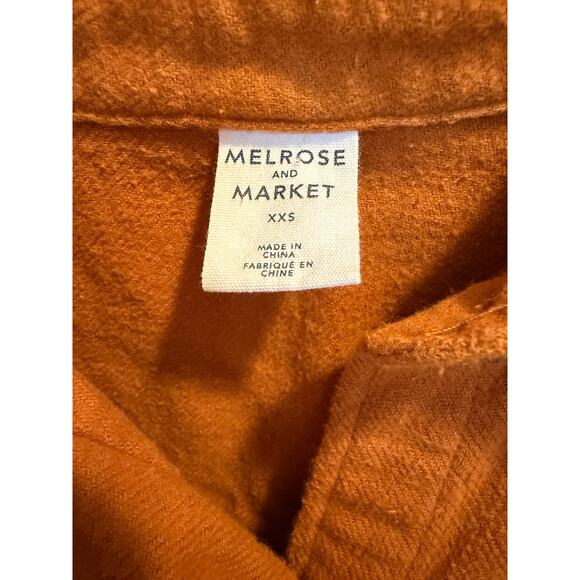 MELROSE
AND
MARKET
XXS
MADE IN
CHINA
FABRIQUÉ EN
CHINE